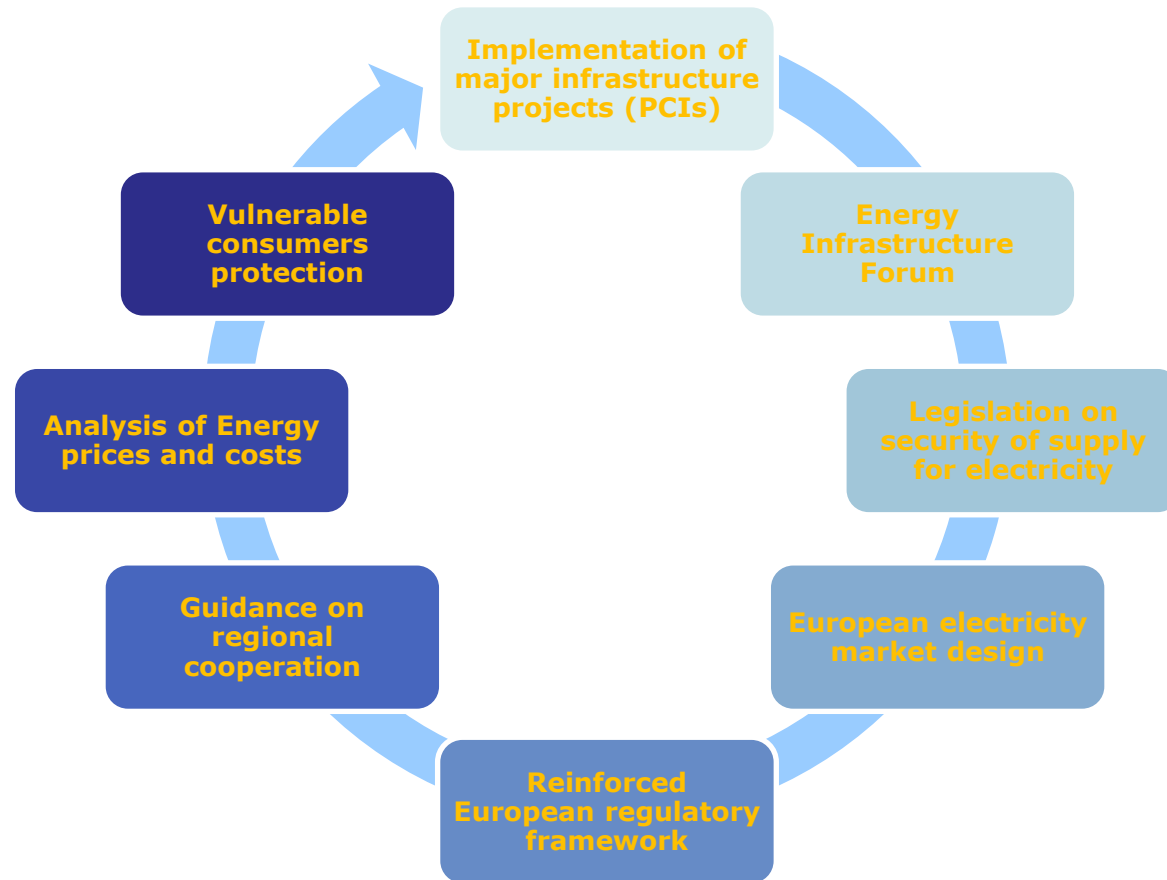 Implementation of
major infrastructure
projects (PCIs)
Energy
Infrastructure
Forum
Legislation on
security of supply
for electricity
European electricity
market design
Reinforced
European regulatory
framework
Guidance on
regional
cooperation
Analysis of Energy
prices and costs
Vulnerable
consumers
protection